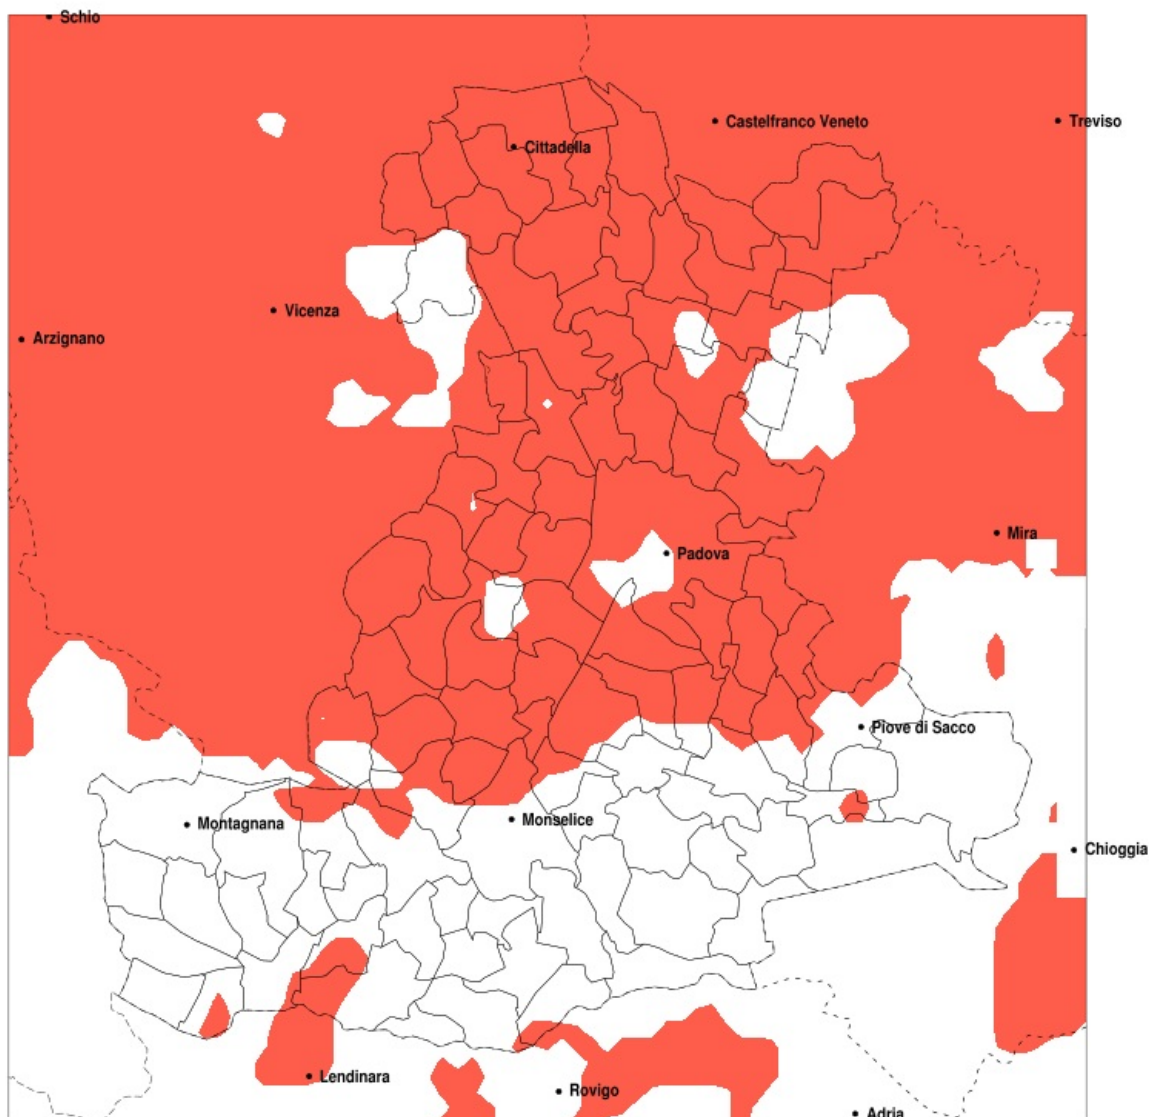 Schio
Castelfranco Veneto
Treviso
Cittadella
Vicenza
Arzignano
Mira
Padova
Piove di Sacco
Monselice
Montagnana
Chioggia
Lendinara
Rovigo
Adria